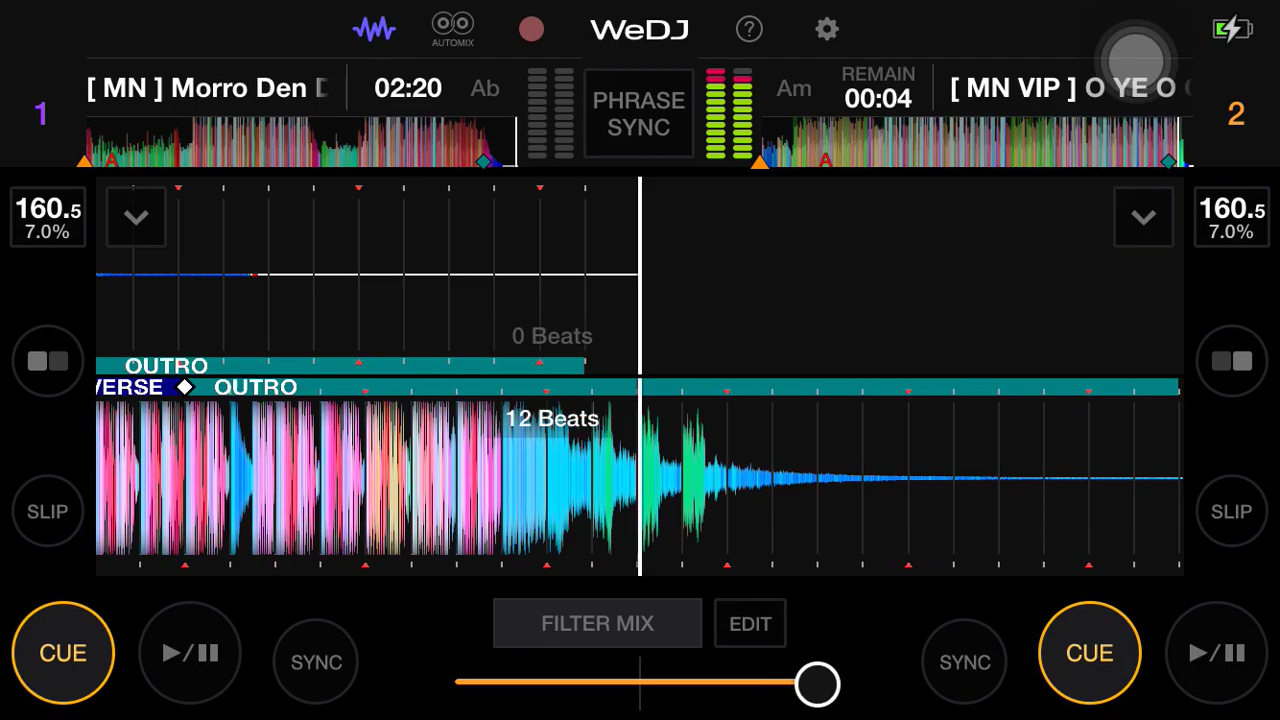 AUTOMIX
WeDJ
?
1
[ MN ] Morro Den
02:20
Ab
PHRASE
SYNC
Am
REMAIN
00:04
[ MN VIP ] O YE O
2
A
A
160.5
7.0%
160.5
7.0%
0 Beats
OUTRO
VERSE
OUTRO
12 Beats
SLIP
SLIP
CUE
SYNC
FILTER MIX
EDIT
SYNC
CUE